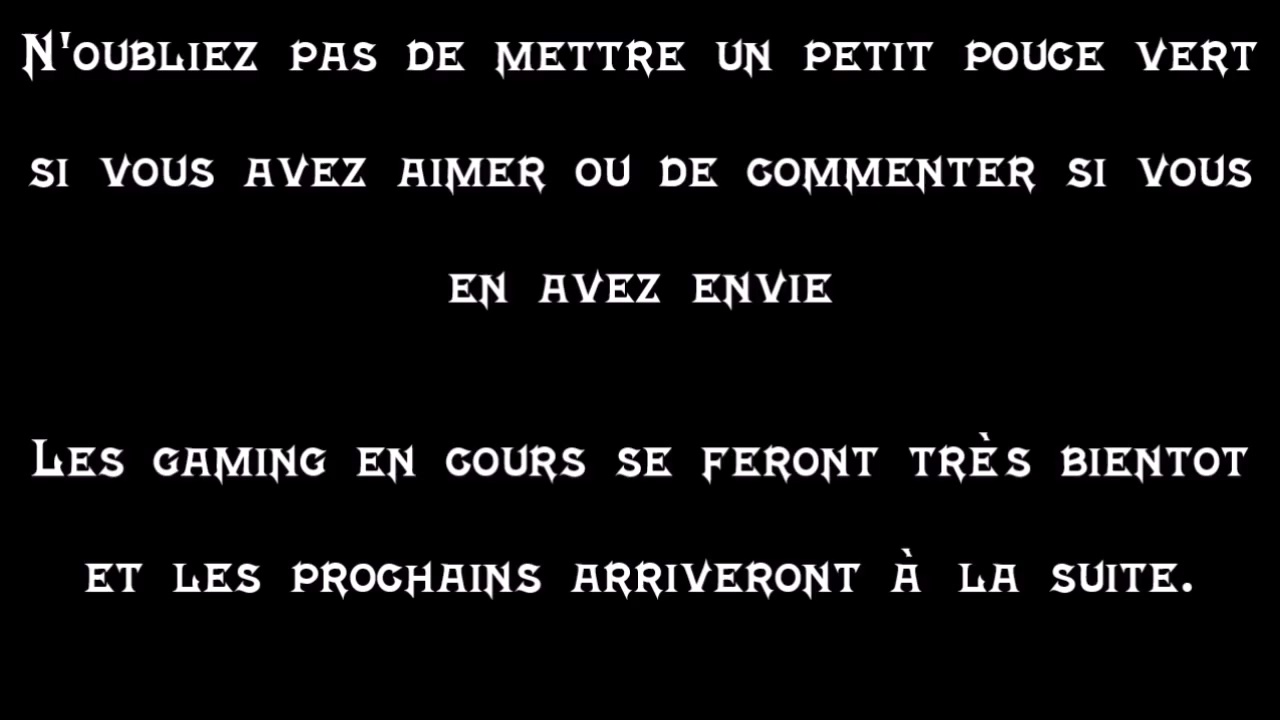 N'oubliez pas de mettre un petit pouce vert
si vous avez aimer ou de commenter si vous
en avez envie
Les gaming en cours se feront très bientot
et les prochains arriveront à la suite.